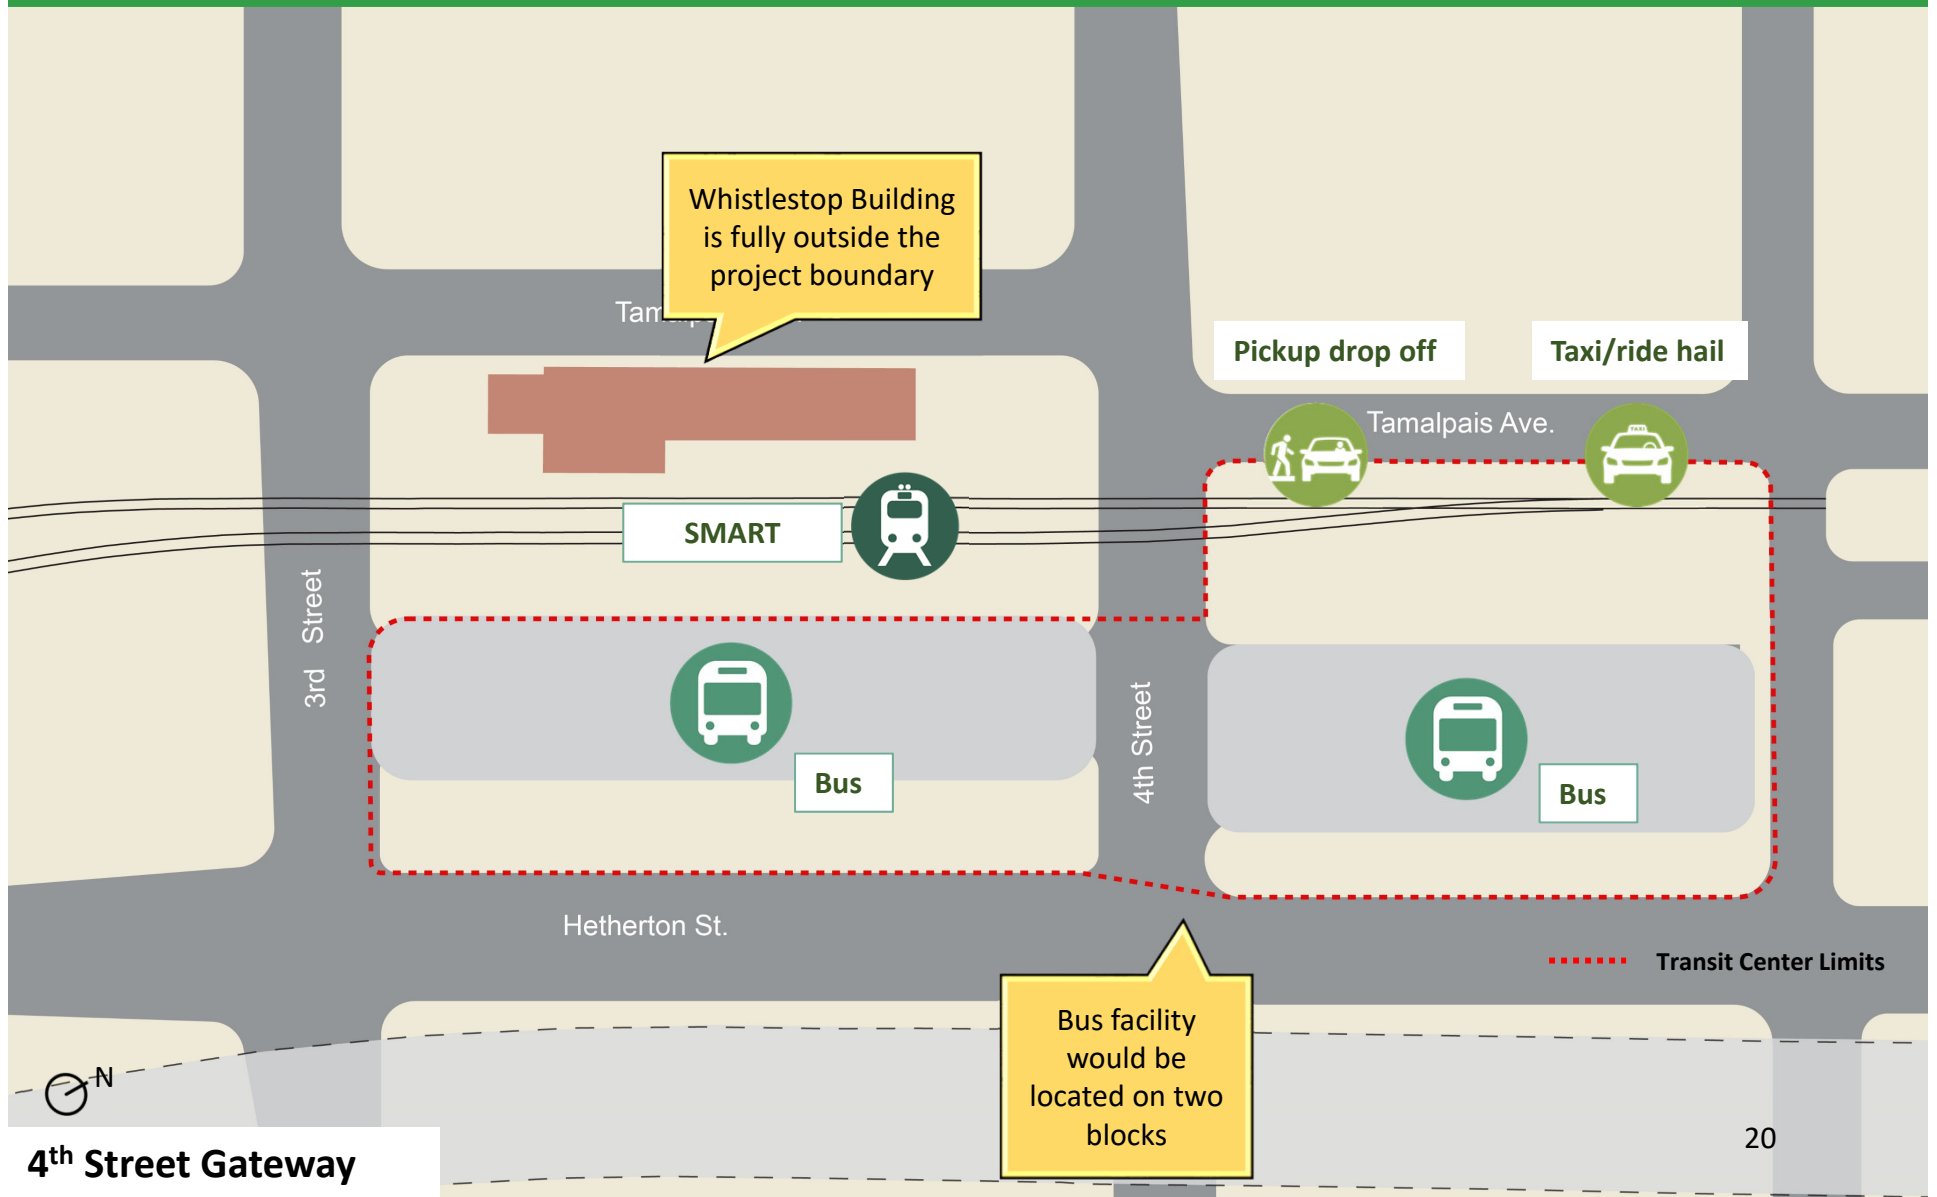 Whistlestop Building
is fully outside the
project boundary
Pickup drop off
Taxi/ride hail
Tamalpais Ave.
SMART
3rd Street
4th Street
Bus
Bus
Hetherton St.
Transit Center Limits
Bus facility
would be
located on two
blocks
N
20
4th Street Gateway